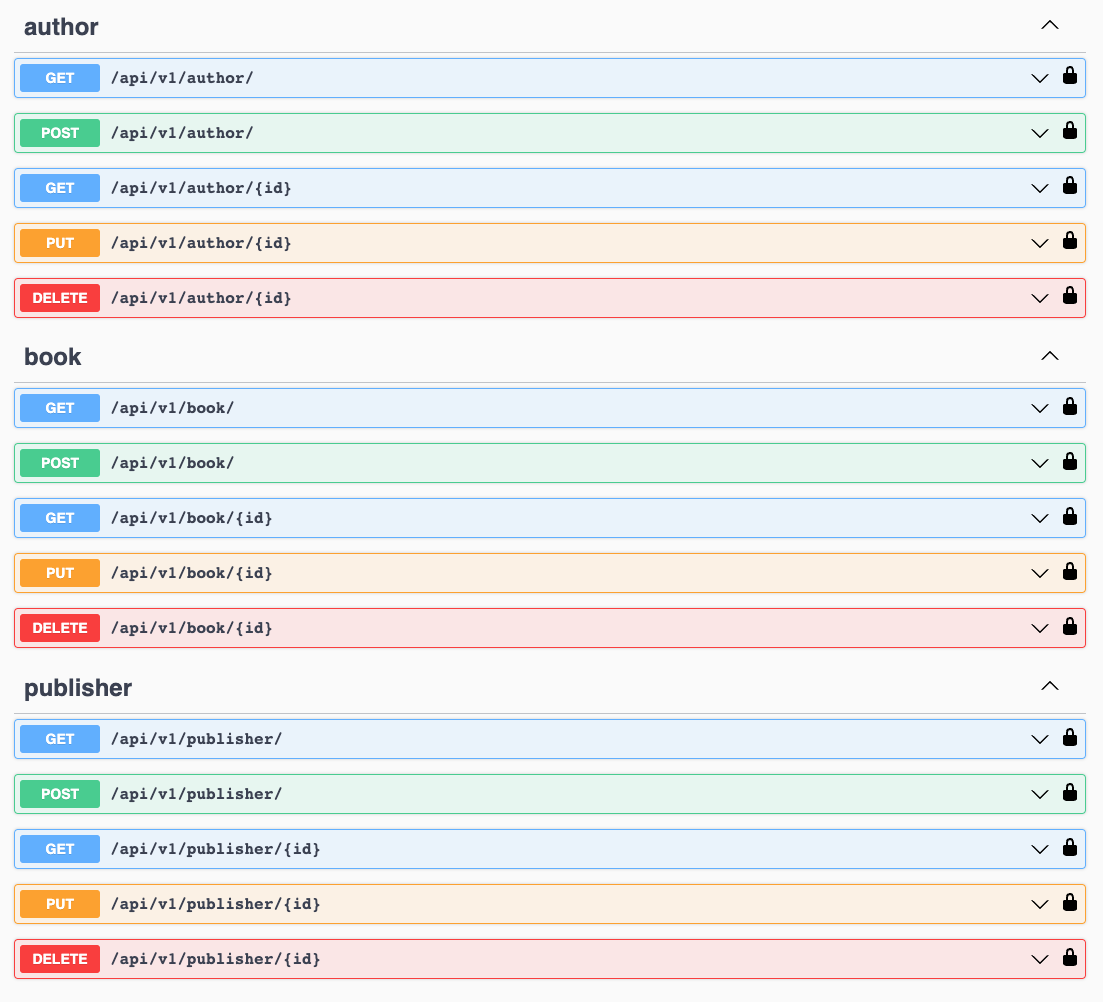 author
GET /api/v1/author/
POST /api/v1/author/
GET /api/v1/author/{id}
PUT /api/v1/author/{id}
DELETE /api/v1/author/{id}
book
GET /api/v1/book/
POST /api/v1/book/
GET /api/v1/book/{id}
PUT /api/v1/book/{id}
DELETE /api/v1/book/{id}
publisher
GET /api/v1/publisher/
POST /api/v1/publisher/
GET /api/v1/publisher/{id}
PUT /api/v1/publisher/{id}
DELETE /api/v1/publisher/{id}